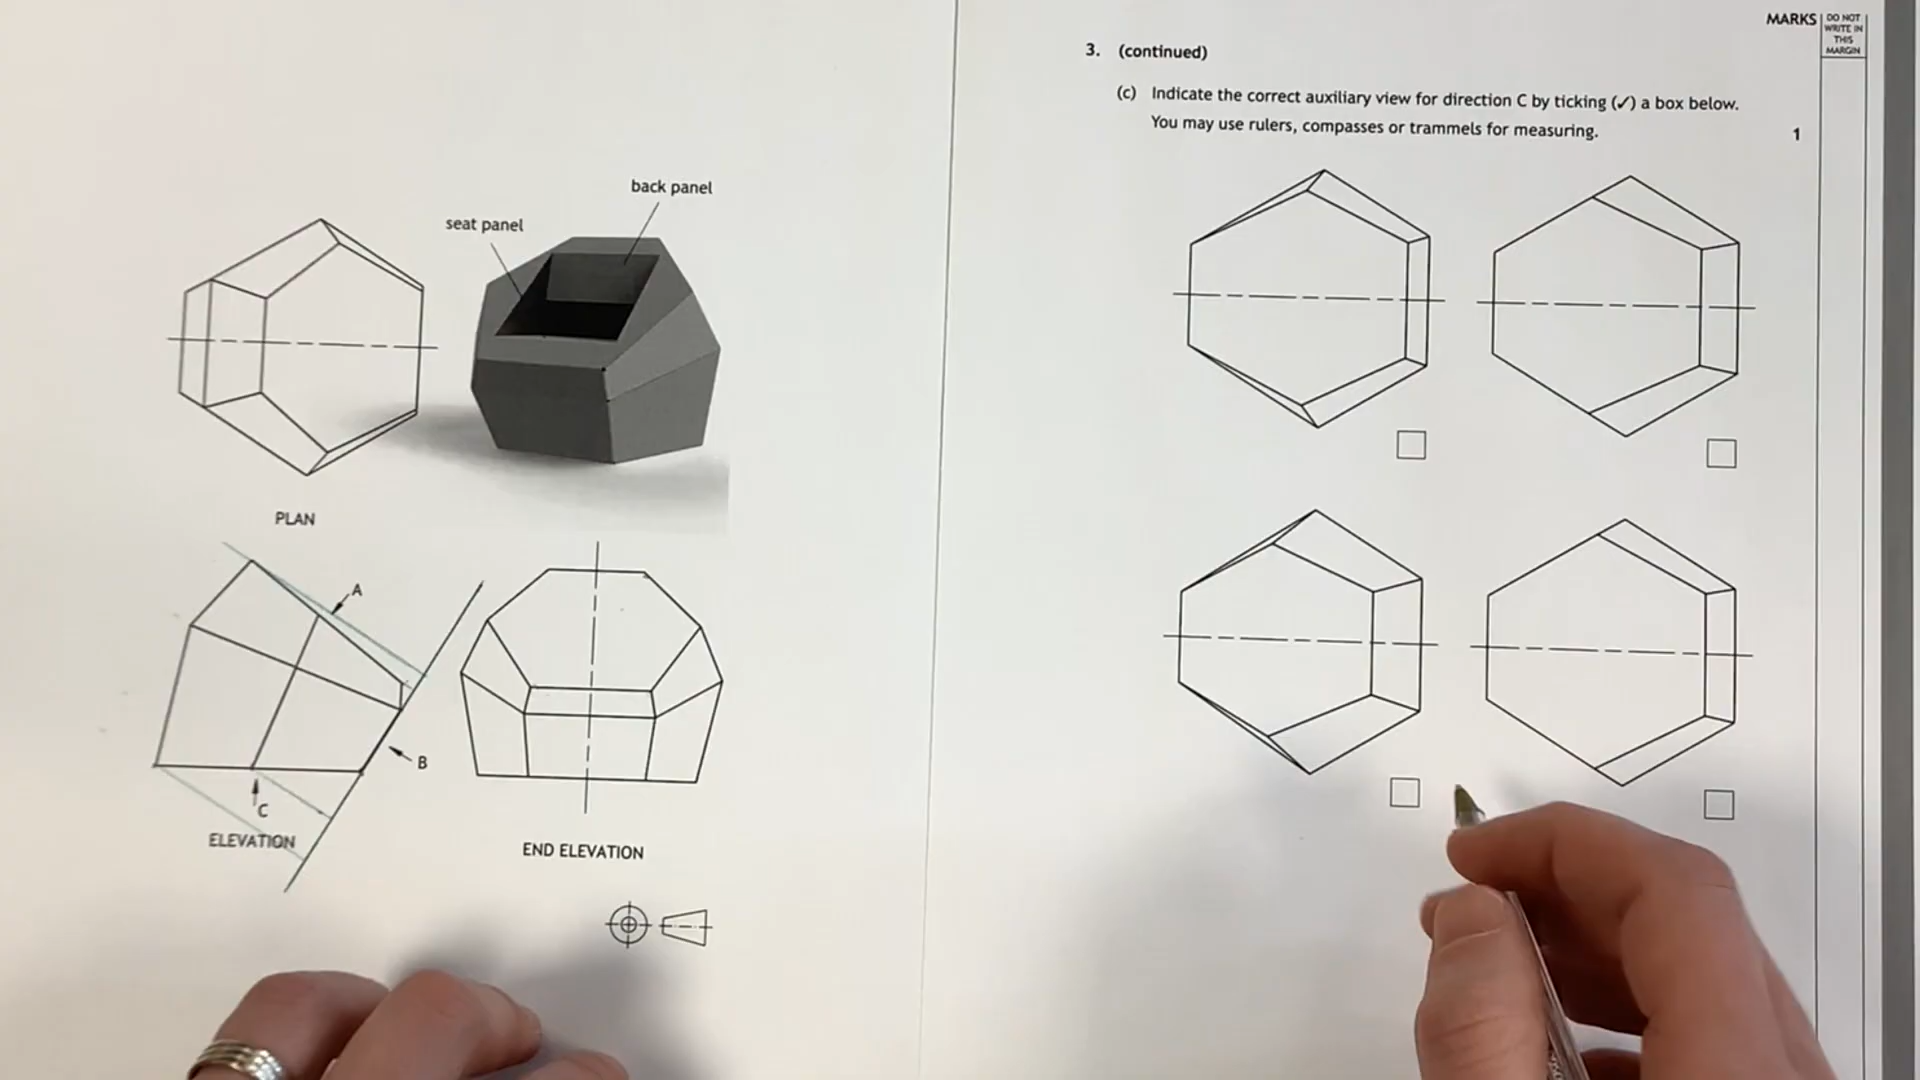 back panel
seat panel
PLAN
A
B
C
ELEVATION
END ELEVATION
MARKS
DO NOT
WRITE IN
THIS
MARGIN
3. (continued)
(c) Indicate the correct auxiliary view for direction C by ticking (✓) a box below.
You may use rulers, compasses or trammels for measuring.
1